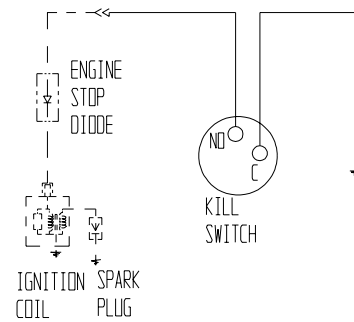 ENGINE
STOP
DIODE
NO
C
KILL
SWITCH
IGNITION
COIL
SPARK
PLUG